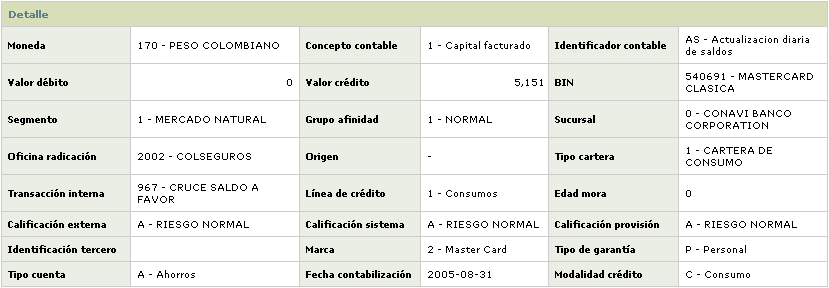 Detalle
Moneda 170 - PESO COLOMBIANO Concepto contable 1 - Capital facturado Identificador contable AS - Actualizacion diaria
de saldos
Valor débito 0 Valor crédito 5,151 BIN 540691 - MASTERCARD
CLASICA
Segmento 1 - MERCADO NATURAL Grupo afinidad 1 - NORMAL Sucursal 0 - CONAVI BANCO
CORPORATION
Oficina radicación 2002 - COLSEGUROS Origen - Tipo cartera 1 - CARTERA DE
CONSUMO
Transacción interna 967 - CRUCE SALDO A
FAVOR Línea de crédito 1 - Consumos Edad mora 0
Calificación externa A - RIESGO NORMAL Calificación sistema A - RIESGO NORMAL Calificación provisión A - RIESGO NORMAL
Identificación tercero Marca 2 - Master Card Tipo de garantía P - Personal
Tipo cuenta A - Ahorros Fecha contabilización 2005-08-31 Modalidad crédito C - Consumo